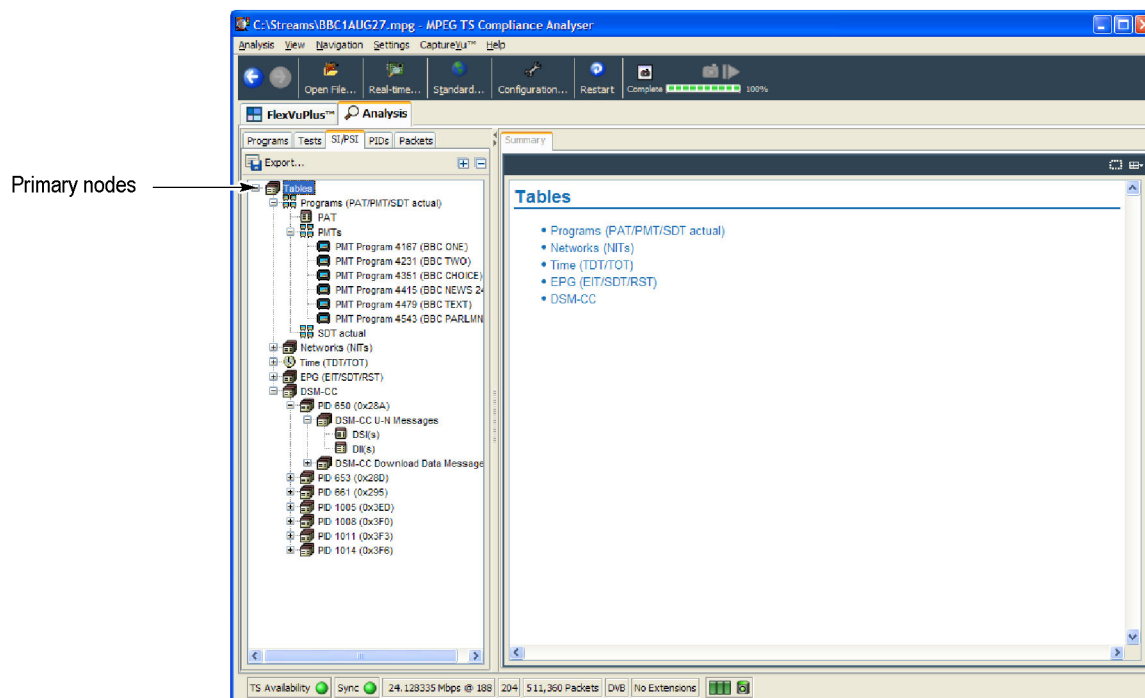 C:\Streams\BBC1AUG27.mpg - MPEG TS Compliance Analyser
Analysis View Navigation Settings CaptureVu™ Help
Open File... Real-time... Standard... Configuration... Restart Complete 100%
FlexVuPlus™ Analysis
Programs Tests SI/PSI PIDs Packets Summary
Export...
Primary nodes
Tables
Programs (PAT/PMT/SDT actual)
PAT
PMTs
PMT Program 4167 (BBC ONE)
PMT Program 4231 (BBC TWO)
PMT Program 4351 (BBC CHOICE)
PMT Program 4415 (BBC NEWS 24
PMT Program 4479 (BBC TEXT)
PMT Program 4543 (BBC PARLMN
SDT actual
Networks (NITs)
Time (TDT/TOT)
EPG (EIT/SDT/RST)
DSM-CC
PID 650 (0x28A)
DSM-CC U-N Messages
DSI(s)
DII(s)
DSM-CC Download Data Message
PID 653 (0x28D)
PID 661 (0x295)
PID 1005 (0x3ED)
PID 1008 (0x3F0)
PID 1011 (0x3F3)
PID 1014 (0x3F6)
Tables
Programs (PAT/PMT/SDT actual)
Networks (NITs)
Time (TDT/TOT)
EPG (EIT/SDT/RST)
DSM-CC
TS Availability Sync 24.128335 Mbps @ 188 204 511,360 Packets DVB No Extensions